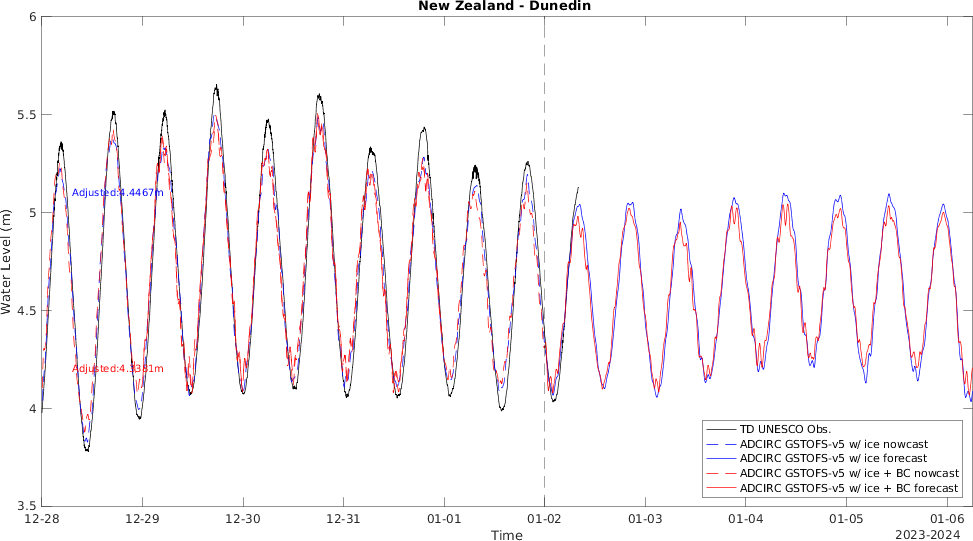 New Zealand - Dunedin
6
5.5
5
4.5
4
3.5
Water Level (m)
Adjusted:4.4467m
TD UNESCO Obs.
ADCIRC GSTOFS-v5 w/ ice nowcast
ADCIRC GSTOFS-v5 w/ ice forecast
ADCIRC GSTOFS-v5 w/ ice + BC nowcast
ADCIRC GSTOFS-v5 w/ ice + BC forecast
12-28 12-29 12-30 12-31 01-01 01-02 01-03 01-04 01-05 01-06
Time
2023-2024